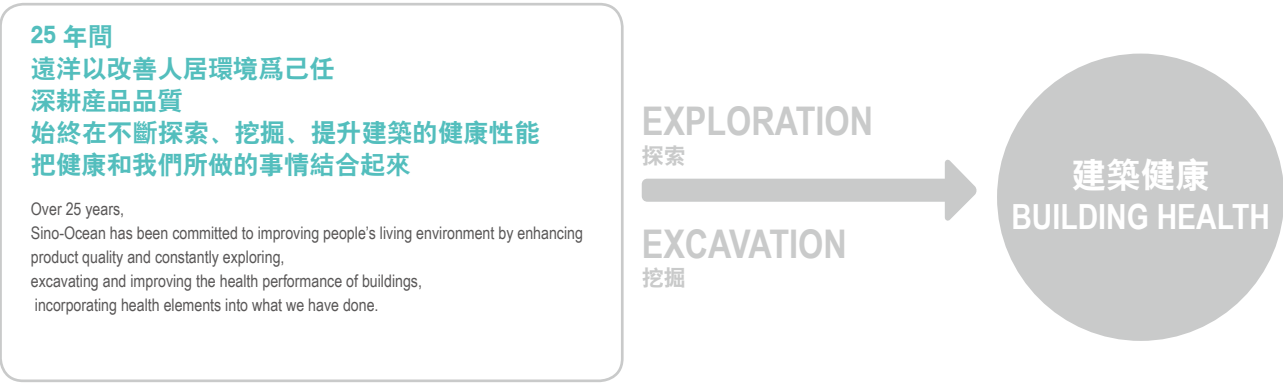 25 年間
遠洋以改善人居環境爲己任
深耕産品品質
始終在不斷探索、挖掘、提升建築的健康性能
把健康和我們所做的事情結合起來
Over 25 years,
Sino-Ocean has been committed to improving people's living environment by enhancing
product quality and constantly exploring,
excavating and improving the health performance of buildings,
incorporating health elements into what we have done.
EXPLORATION
探索
EXCAVATION
挖掘
建築健康
BUILDING HEALTH